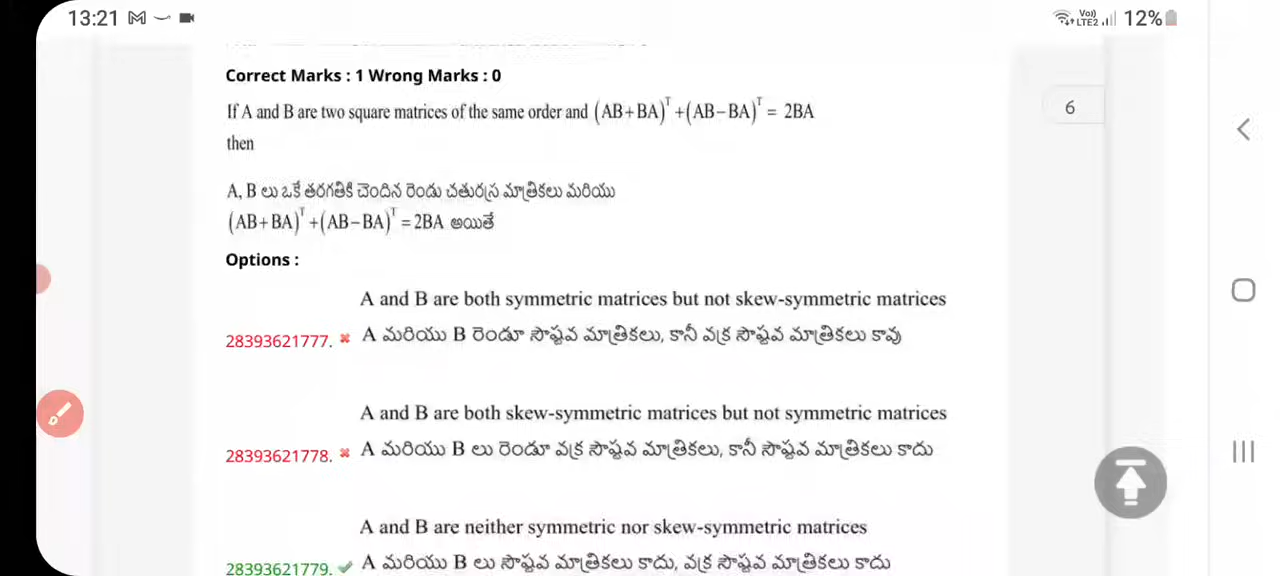 13:21
Vo) LTE2 12%
Correct Marks : 1 Wrong Marks : 0
If A and B are two square matrices of the same order and (AB+BA)ᵀ +(AB−BA)ᵀ = 2BA
6
then
A, B లు ఒకే తరగతికి చెందిన రెండు చతురస్ర మాత్రికలు మరియు
(AB+BA)ᵀ +(AB−BA)ᵀ = 2BA అయితే
Options :
A and B are both symmetric matrices but not skew-symmetric matrices
28393621777. ✖ A మరియు B రెండూ సౌష్ఠవ మాత్రికలు, కానీ వక్ర సౌష్ఠవ మాత్రికలు కావు
A and B are both skew-symmetric matrices but not symmetric matrices
28393621778. ✖ A మరియు B లు రెండూ వక్ర సౌష్ఠవ మాత్రికలు, కానీ సౌష్ఠవ మాత్రికలు కాదు
A and B are neither symmetric nor skew-symmetric matrices
28393621779. ✔ A మరియు B లు సౌష్ఠవ మాత్రికలు కాదు, వక్ర సౌష్ఠవ మాత్రికలు కాదు